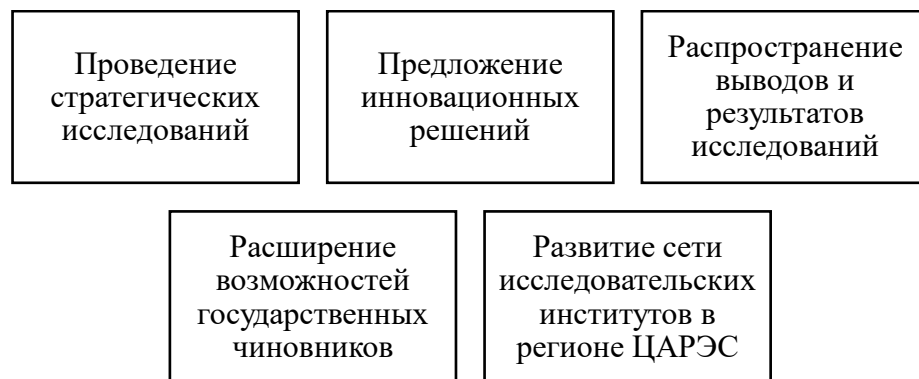 Проведение
стратегических
исследований
Предложение
инновационных
решений
Распространение
выводов и
результатов
исследований
Расширение
возможностей
государственных
чиновников
Развитие сети
исследовательских
институтов в
регионе ЦАРЭС